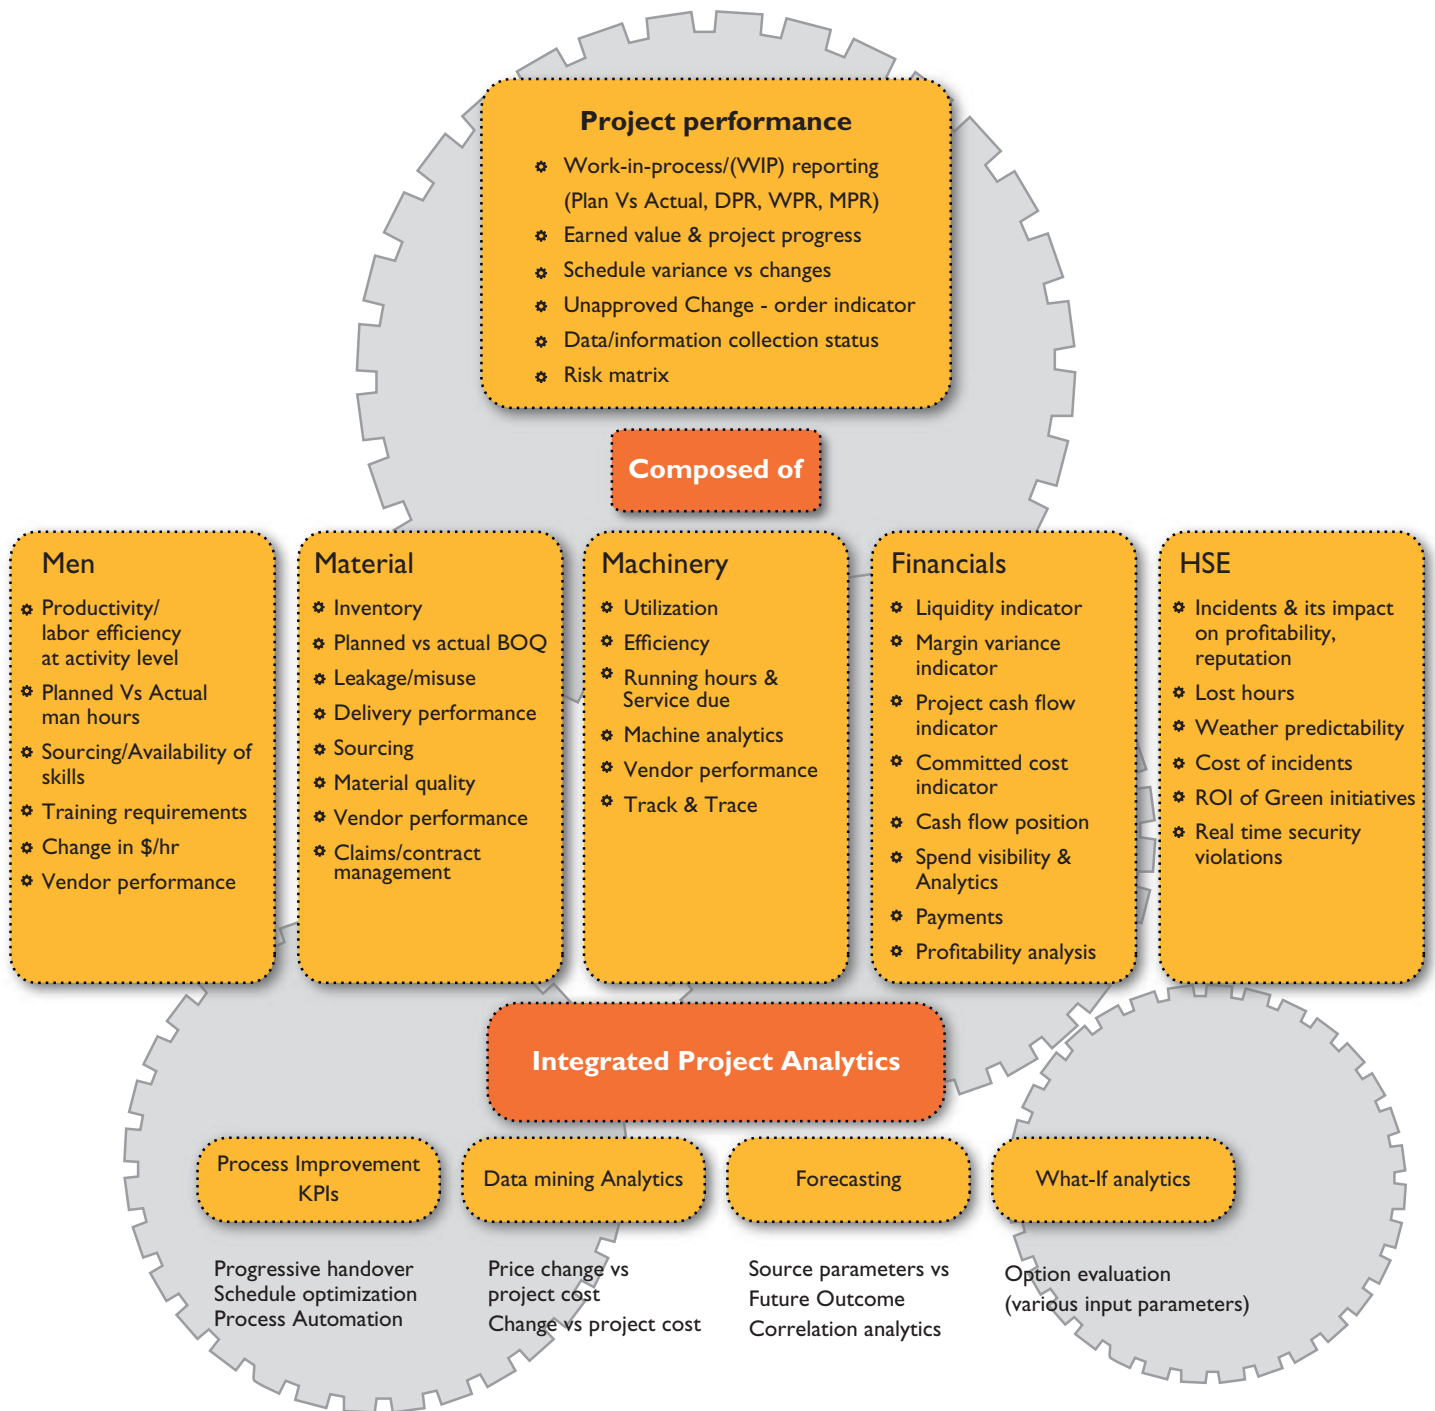 Project performance
Work-in-process/(WIP) reporting
(Plan Vs Actual, DPR, WPR, MPR)
Earned value & project progress
Schedule variance vs changes
Unapproved Change - order indicator
Data/information collection status
Risk matrix
Composed of
Men
Productivity/
labor efficiency
at activity level
Planned Vs Actual
man hours
Sourcing/Availability of
skills
Training requirements
Change in $/hr
Vendor performance
Material
Inventory
Planned vs actual BOQ
Leakage/misuse
Delivery performance
Sourcing
Material quality
Vendor performance
Claims/contract
management
Machinery
Utilization
Efficiency
Running hours &
Service due
Machine analytics
Vendor performance
Track & Trace
Financials
Liquidity indicator
Margin variance
indicator
Project cash flow
indicator
Committed cost
indicator
Cash flow position
Spend visibility &
Analytics
Payments
Profitability analysis
HSE
Incidents & its impact
on profitability,
reputation
Lost hours
Weather predictability
Cost of incidents
ROI of Green initiatives
Real time security
violations
Integrated Project Analytics
Process Improvement
KPIs
Progressive handover
Schedule optimization
Process Automation
Data mining Analytics
Price change vs
project cost
Change vs project cost
Forecasting
Source parameters vs
Future Outcome
Correlation analytics
What-If analytics
Option evaluation
(various input parameters)